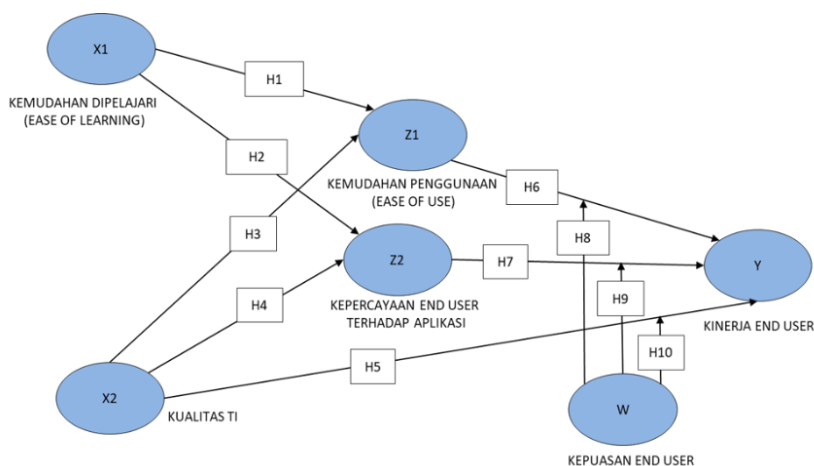 X1
H1
KEMUDAHAN DIPELAJARI
(EASE OF LEARNING)
Z1
H2
KEMUDAHAN PENGGUNAAN
(EASE OF USE)
H6
H3
H8
Z2
H7
Y
H4
KEPERCAYAAN END USER
TERHADAP APLIKASI
H9
KINERJA END USER
H5
H10
X2
KUALITAS TI
W
KEPUASAN END USER